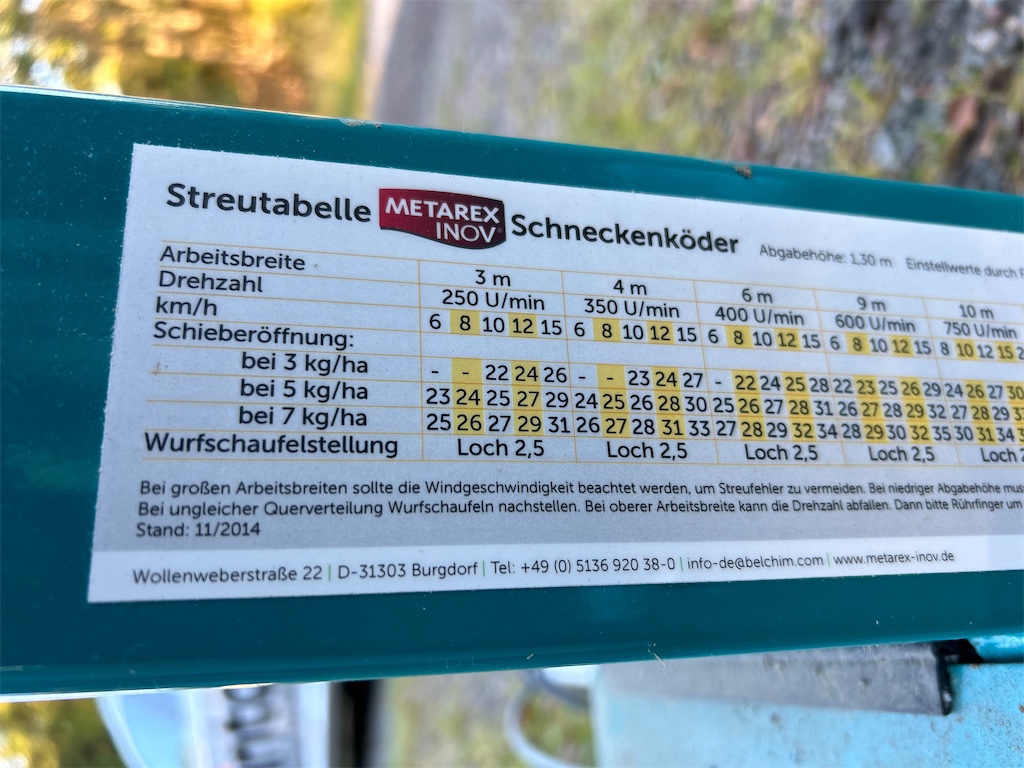 Streutabelle METAREX INOV Schneckenköder Abgabehöhe: 1,30 m Einstellwerte durch
Arbeitsbreite 3 m 4 m 6 m 9 m 10 m
Drehzahl 250 U/min 350 U/min 400 U/min 600 U/min 750 U/min
km/h 6 8 10 12 15 6 8 10 12 15 6 8 10 12 15 6 8 10 12 15 8 10 12 15
Schieberöffnung:
bei 3 kg/ha - - 22 24 26 - - 23 24 27 - 22 24 25 28 22 23 25 26 29 24 26 27 30
bei 5 kg/ha 23 24 25 27 29 24 25 26 28 30 25 26 27 28 31 26 27 28 29 32 27 28 29
bei 7 kg/ha 25 26 27 29 31 26 27 28 31 33 27 28 29 32 34 28 29 30 32 35 30 31 34
Wurfschaufelstellung Loch 2,5 Loch 2,5 Loch 2,5 Loch 2,5 Loch
Bei großen Arbeitsbreiten sollte die Windgeschwindigkeit beachtet werden, um Streufehler zu vermeiden. Bei niedriger Abgabehöhe
Bei ungleicher Querverteilung Wurfschaufeln nachstellen. Bei oberer Arbeitsbreite kann die Drehzahl abfallen. Dann bitte Rührfinger um
Stand: 11/2014
Wollenweberstraße 22 | D-31303 Burgdorf | Tel: +49 (0) 5136 920 38-0 | info-de@belchim.com | www.metarex-inov.de